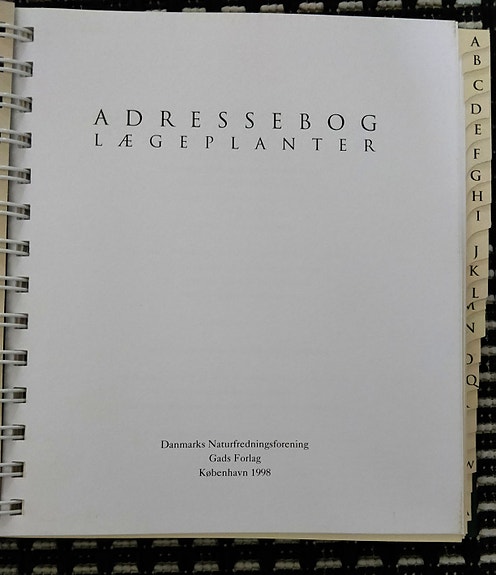 ADRESSEBOG
LÆGEPLANTER
Danmarks Naturfredningsforening
Gads Forlag
København 1998
A
B
C
D
E
F
G
H
I
J
K
L
M
N
O
Q
W